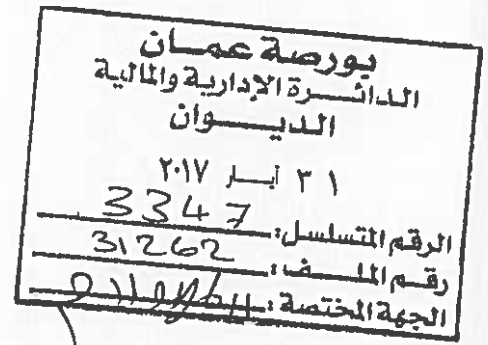 بورصة عمان
الدائرة الإدارية والمالية
الديوان
٣١ أيار ٢٠١٧
الرقم المتسلسل: 3347
رقم الملف: 31262
الجهة المختصة: